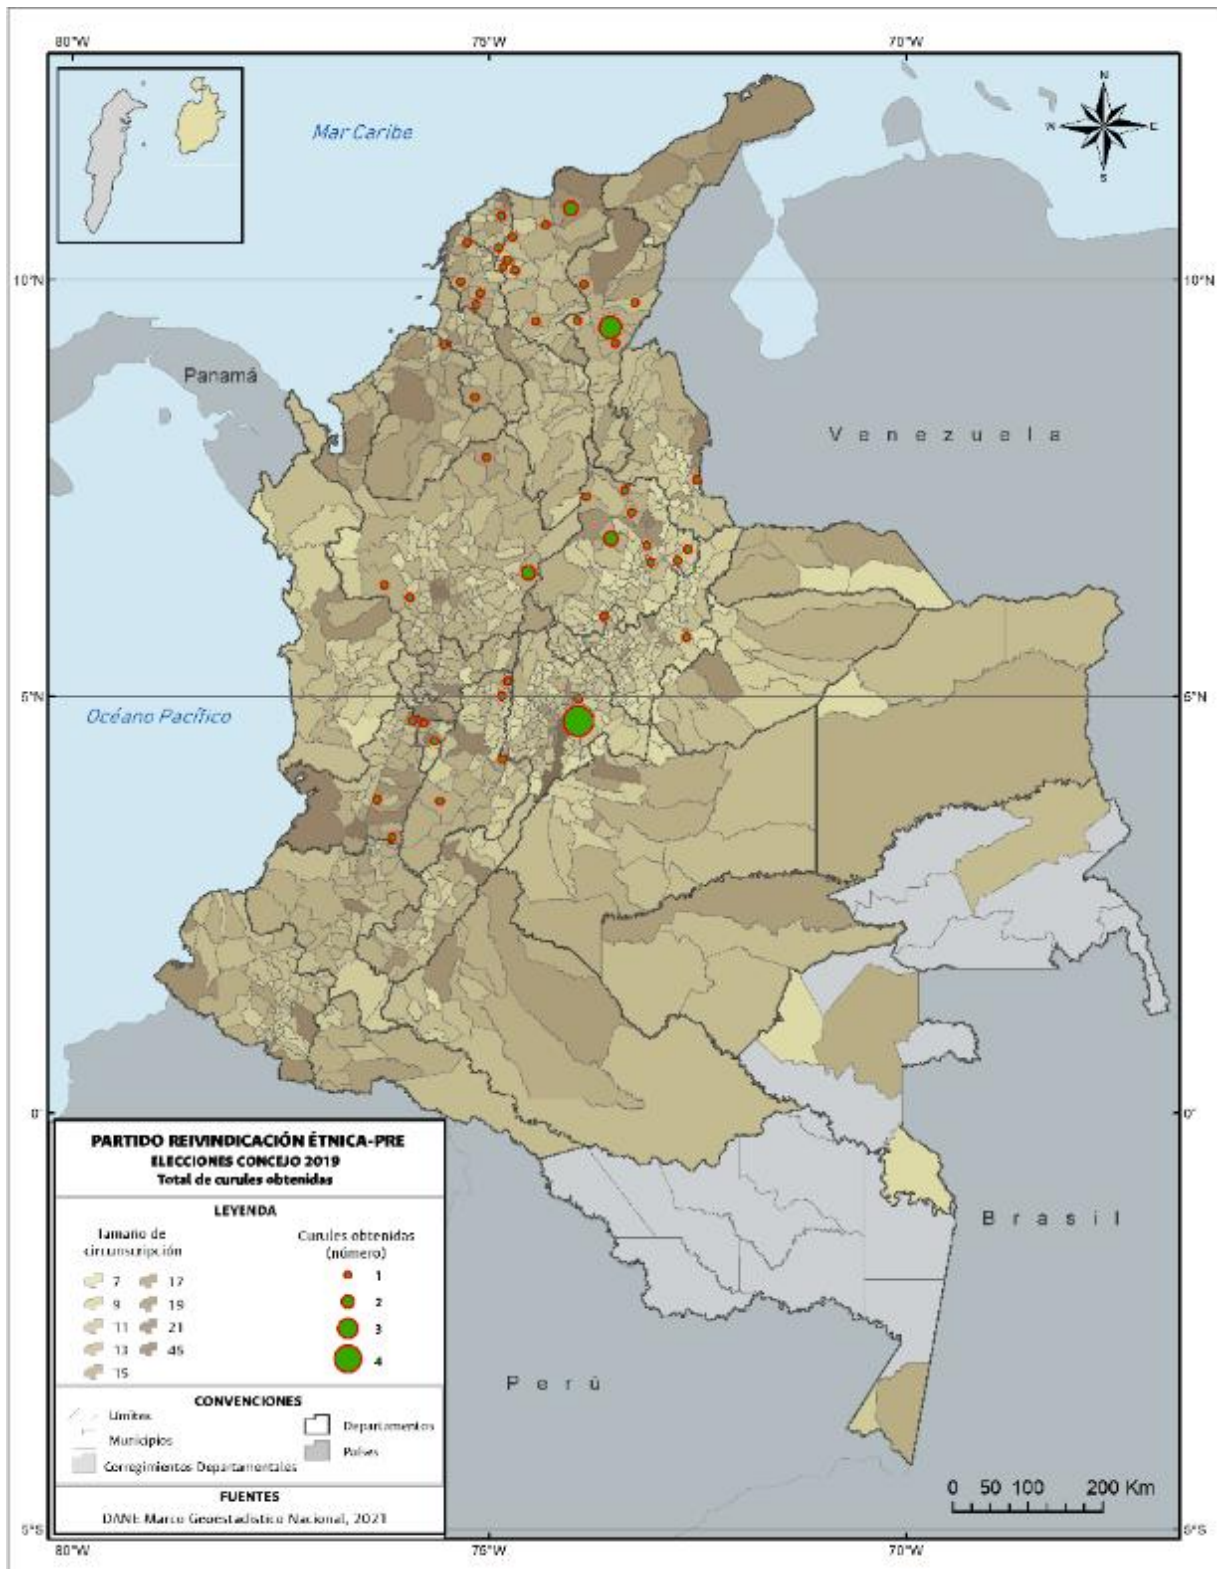 80°W 75°W 70°W
Mar Caribe
N
W E
S
10°N 10°N
Panamá
Venezuela
5°N 5°N
Océano Pacífico
0° 0°
PARTIDO REIVINDICACIÓN ÉTNICA-PRE
ELECCIONES CONCEJO 2019
Total de curules obtenidas
LEYENDA
Tamaño de
circunscripción
7 17
9 19
11 21
13 45
15
Curules obtenidas
(número)
1
2
3
4
CONVENCIONES
Límites
Municipios
Corregimientos Departamentales
Departamentos
Países
FUENTES
DANE Marco Geoestadístico Nacional, 2021
Brasil
Perú
0 50 100 200 Km
5°S 5°S
80°W 75°W 70°W